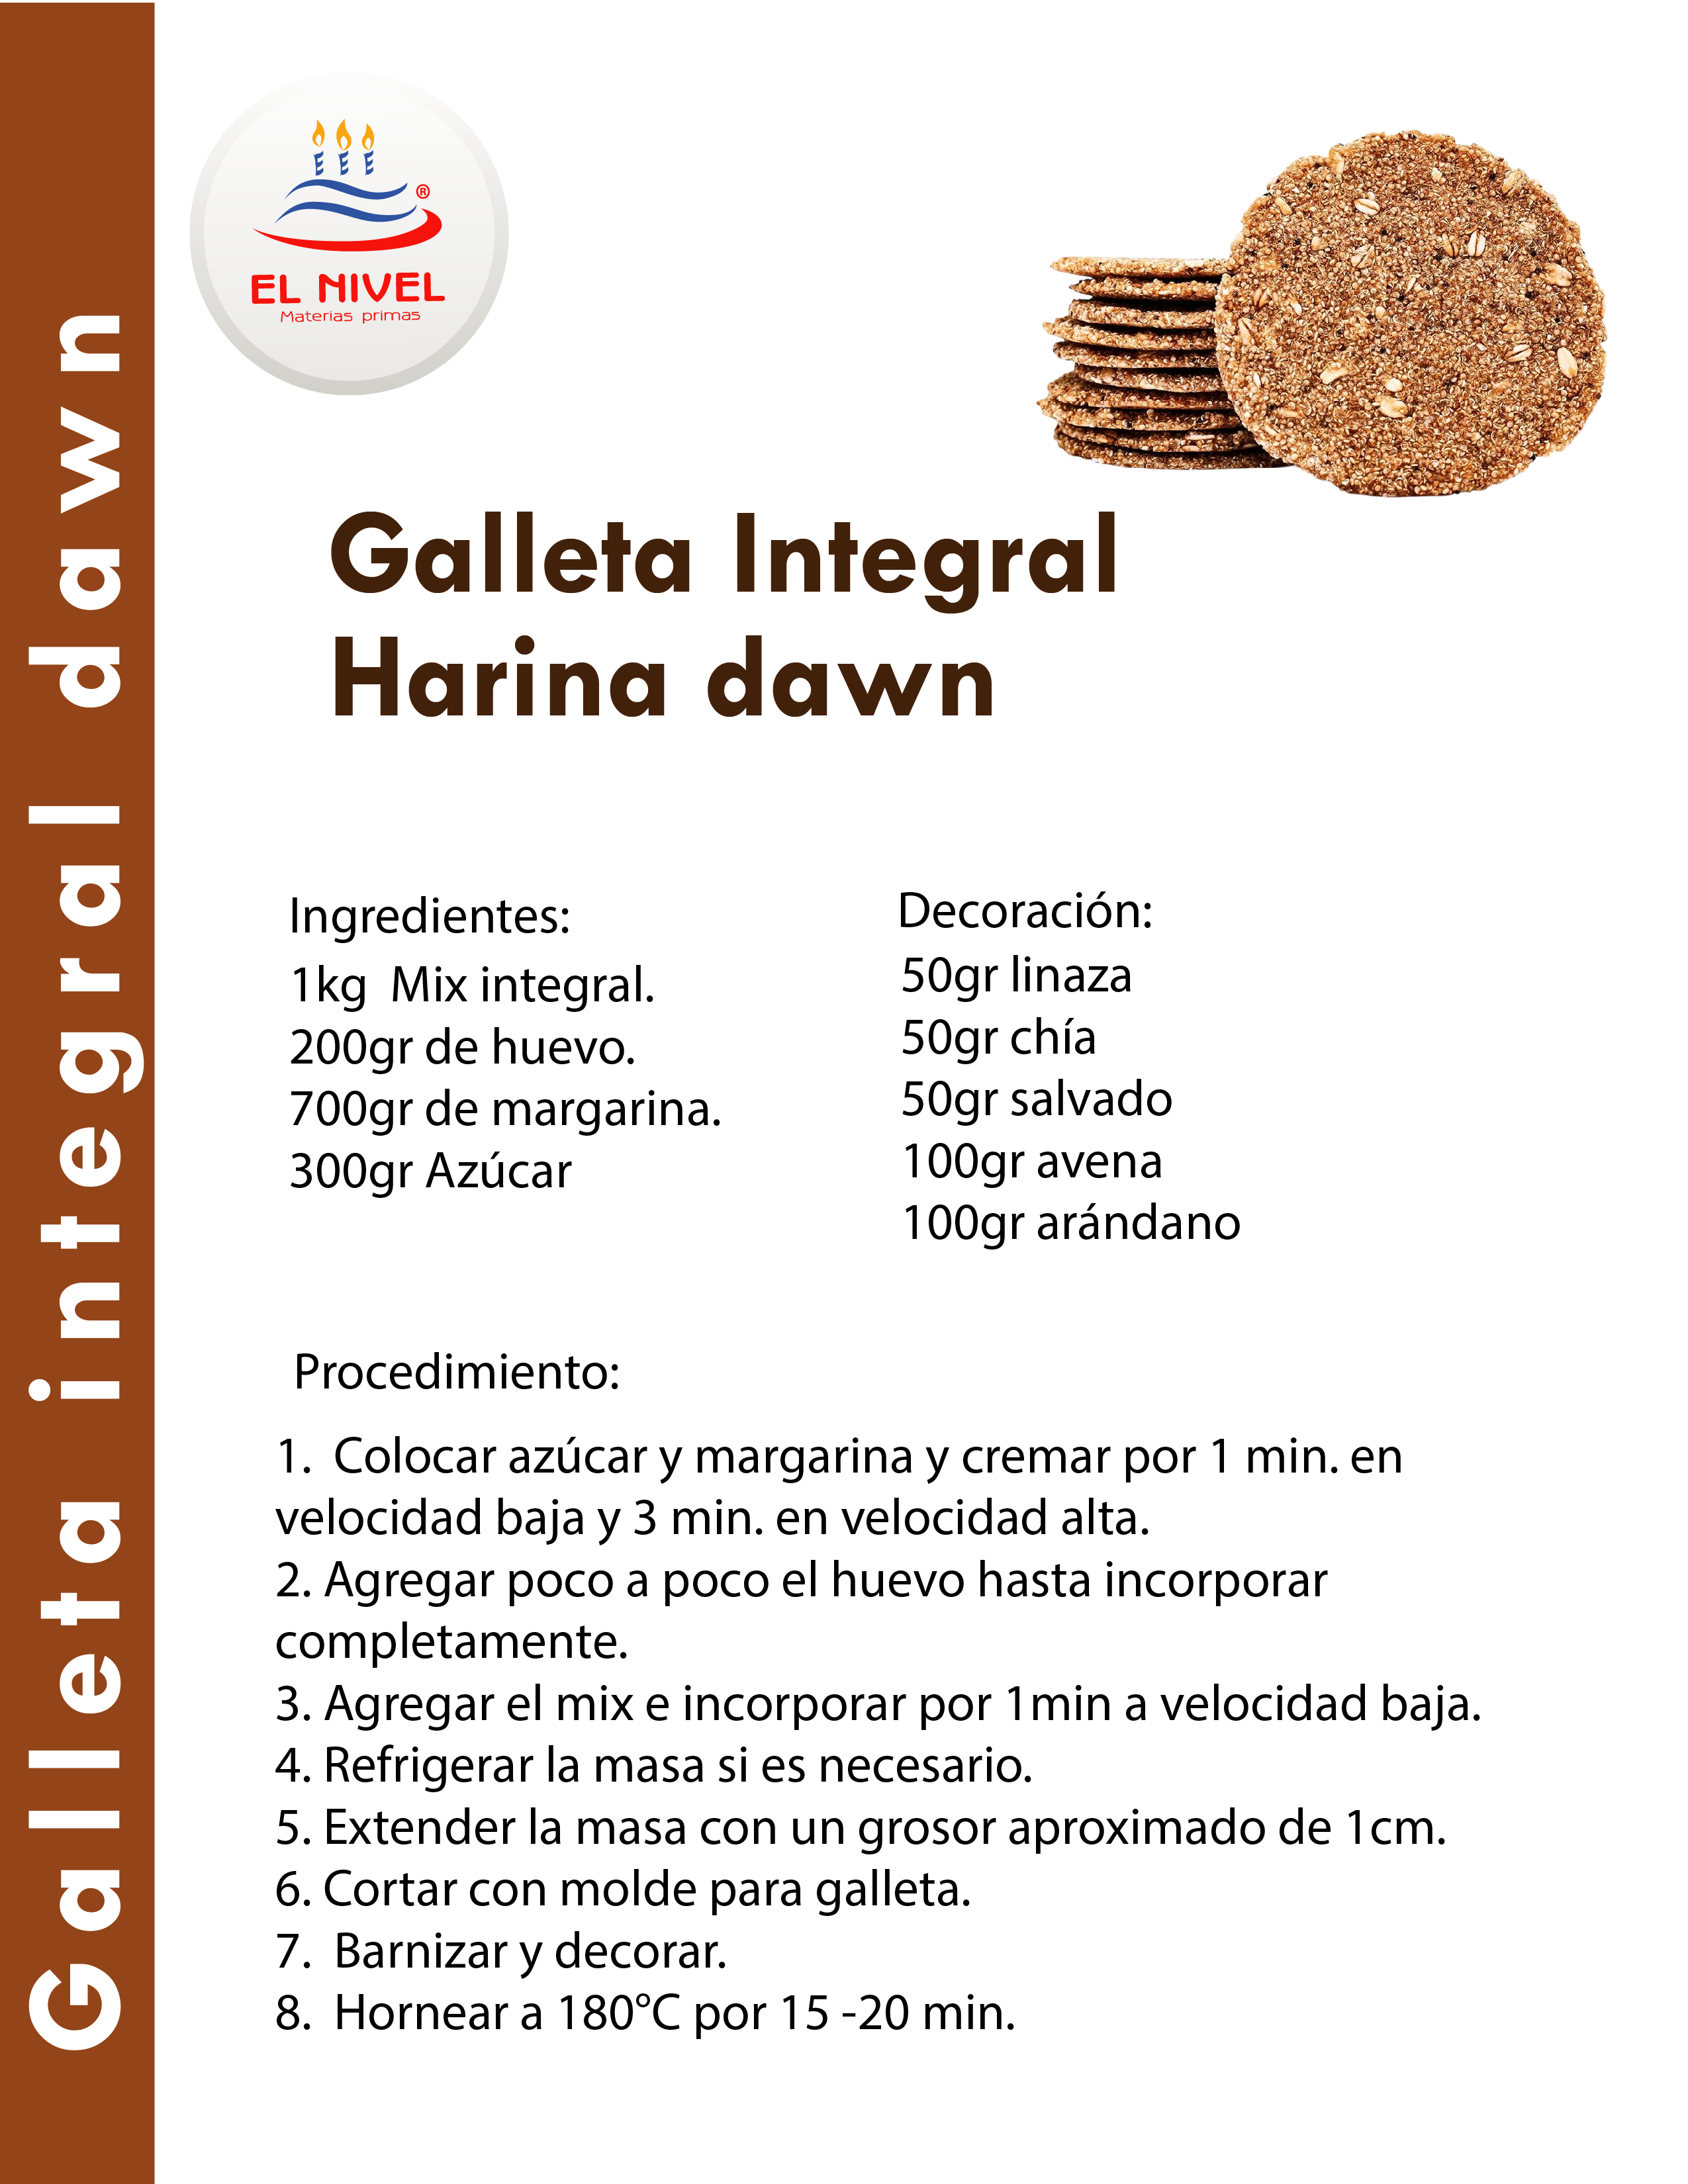 Galleta integral dawn
®
EL NIVEL
Materias primas
Galleta Integral
Harina dawn
Ingredientes:
1kg  Mix integral.
200gr de huevo.
700gr de margarina.
300gr Azúcar
Decoración:
50gr linaza
50gr chía
50gr salvado
100gr avena
100gr arándano
Procedimiento:
1.  Colocar azúcar y margarina y cremar por 1 min. en
velocidad baja y 3 min. en velocidad alta.
2. Agregar poco a poco el huevo hasta incorporar
completamente.
3. Agregar el mix e incorporar por 1min a velocidad baja.
4. Refrigerar la masa si es necesario.
5. Extender la masa con un grosor aproximado de 1cm.
6. Cortar con molde para galleta.
7.  Barnizar y decorar.
8.  Hornear a 180°C por 15 -20 min.